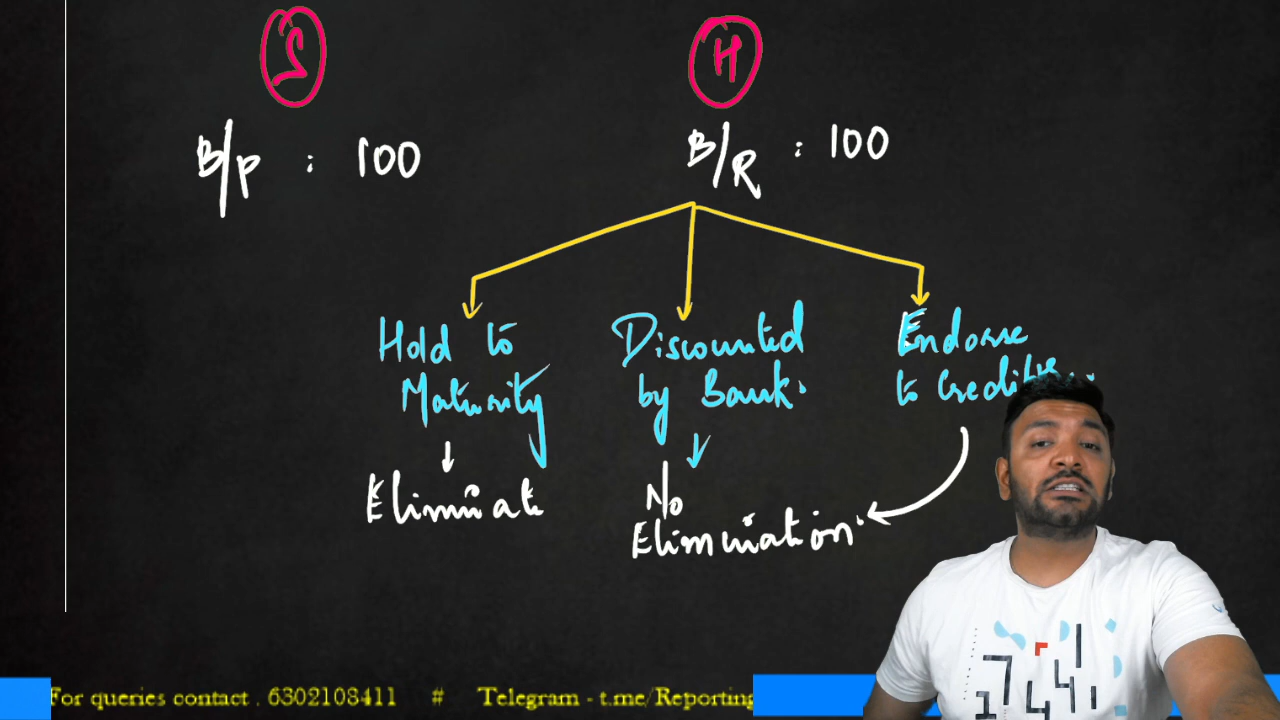 S
H
B/P : 100
B/R : 100
Hold to
Maturity
Discounted
by Bank.
Endorse
to
Eliminate
No
Elimination.
For queries contact . 6302108411 # Telegram - t.me/Reporting